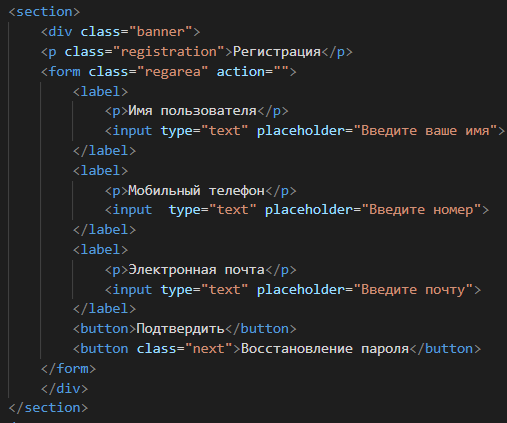 <section>
    <div class="banner">
    <p class="registration">Регистрация</p>
    <form class="regarea" action="">
        <label>
            <p>Имя пользователя</p>
            <input type="text" placeholder="Введите ваше имя">
        </label>
        <label>
            <p>Мобильный телефон</p>
            <input  type="text" placeholder="Введите номер">
        </label>
        <label>
            <p>Электронная почта</p>
            <input type="text" placeholder="Введите почту">
        </label>
        <button>Подтвердить</button>
        <button class="next">Восстановление пароля</button>
    </form>
    </div>
</section>